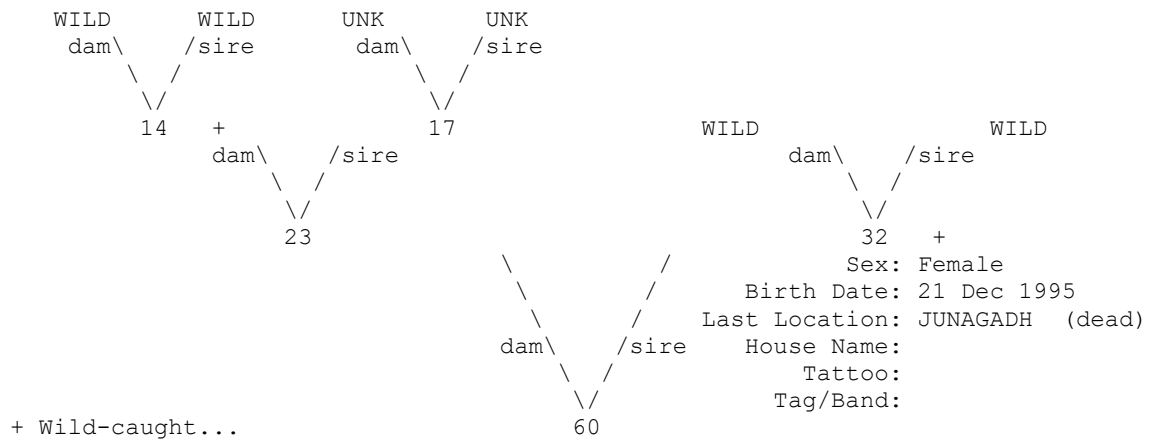 WILD WILD UNK UNK
dam\ /sire dam\ /sire
\ / \ /
\/ \/
14 + 17 WILD WILD
dam\ /sire dam\ /sire
\ / \ /
\/ \/
23 32 +
\ / Sex: Female
\ / Birth Date: 21 Dec 1995
\ / Last Location: JUNAGADH (dead)
dam\ /sire House Name:
\ / Tattoo:
\/ Tag/Band:
+ Wild-caught... 60